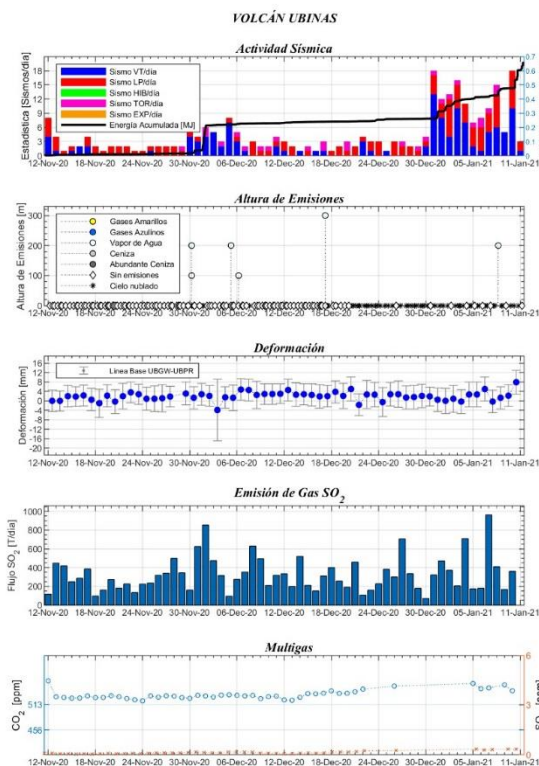 VOLCÁN UBINAS
Actividad Sísmica
Estadística [Sismos/día]
18
15
12
9
6
3
0
Sismo VT/día
Sismo LP/día
Sismo HIB/día
Sismo TOR/día
Sismo EXP/día
Energía Acumulada [MJ]
0.7
0.6
0.5
0.4
0.3
0.2
0.1
0
12-Nov-20 18-Nov-20 24-Nov-20 30-Nov-20 06-Dec-20 12-Dec-20 18-Dec-20 24-Dec-20 30-Dec-20 05-Jan-21 11-Jan-21
Altura de Emisiones
Altura de Emisiones [m]
300
200
100
0
Gases Amarillos
Gases Azulinos
Vapor de Agua
Ceniza
Abundante Ceniza
Sin emisiones
Cielo nublado
12-Nov-20 18-Nov-20 24-Nov-20 30-Nov-20 06-Dec-20 12-Dec-20 18-Dec-20 24-Dec-20 30-Dec-20 05-Jan-21 11-Jan-21
Deformación
Deformación [mm]
16
12
8
4
0
-4
-8
-12
-16
-20
Linea Base UBGW-UBPR
12-Nov-20 18-Nov-20 24-Nov-20 30-Nov-20 06-Dec-20 12-Dec-20 18-Dec-20 24-Dec-20 30-Dec-20 05-Jan-21 11-Jan-21
Emisión de Gas SO2
Flujo SO2 [T/día]
1000
800
600
400
200
0
12-Nov-20 18-Nov-20 24-Nov-20 30-Nov-20 06-Dec-20 12-Dec-20 18-Dec-20 24-Dec-20 30-Dec-20 05-Jan-21 11-Jan-21
Multigas
CO2 [ppm]
513
456
6
4
2
0
12-Nov-20 18-Nov-20 24-Nov-20 30-Nov-20 06-Dec-20 12-Dec-20 18-Dec-20 24-Dec-20 30-Dec-20 05-Jan-21 11-Jan-21